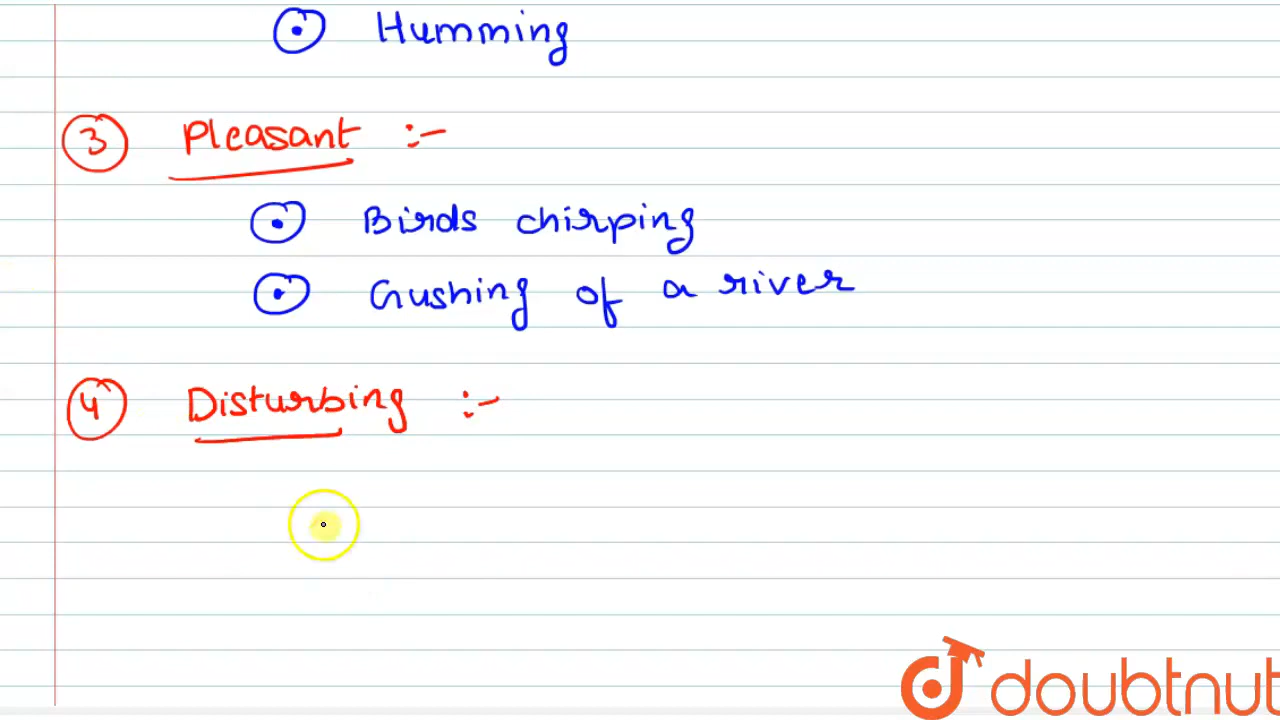 Humming
3 Pleasant :-
Birds chirping
Gushing of a river
4 Disturbing :-
doubtnut